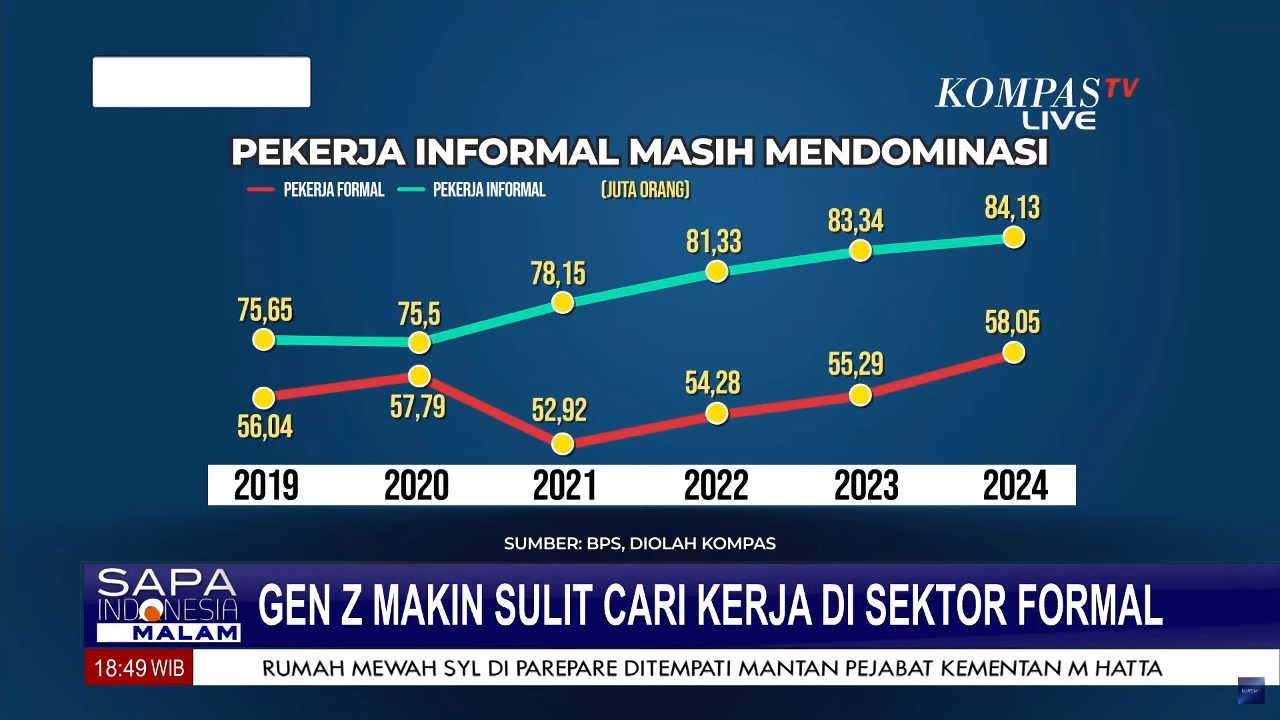 KOMPAS TV
LIVE
PEKERJA INFORMAL MASIH MENDOMINASI
PEKERJA FORMAL PEKERJA INFORMAL (JUTA ORANG)
84,13
83,34
81,33
78,15
75,65 75,5
58,05
55,29
54,28
52,92
57,79
56,04
2019 2020 2021 2022 2023 2024
SUMBER: BPS, DIOLAH KOMPAS
SAPA
INDONESIA
MALAM
GEN Z MAKIN SULIT CARI KERJA DI SEKTOR FORMAL
18:49 WIB RUMAH MEWAH SYL DI PAREPARE DITEMPATI MANTAN PEJABAT KEMENTAN M HATTA